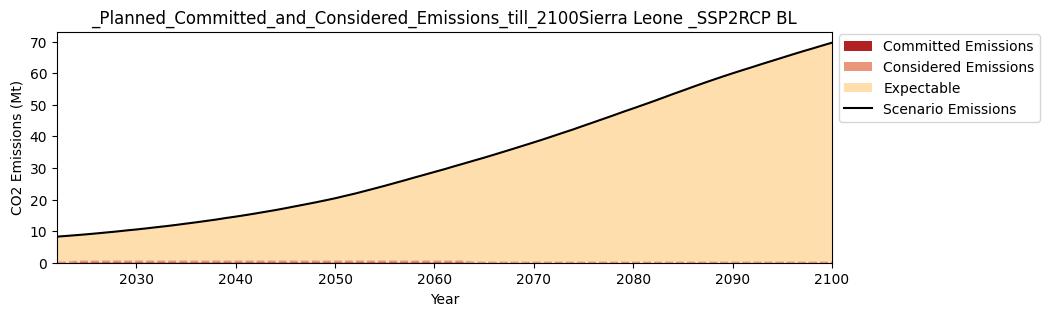 _Planned_Committed_and_Considered_Emissions_till_2100Sierra Leone _SSP2RCP BL
70
60
50
40
30
20
10
0
CO2 Emissions (Mt)
2030 2040 2050 2060 2070 2080 2090 2100
Year
Committed Emissions
Considered Emissions
Expectable
Scenario Emissions